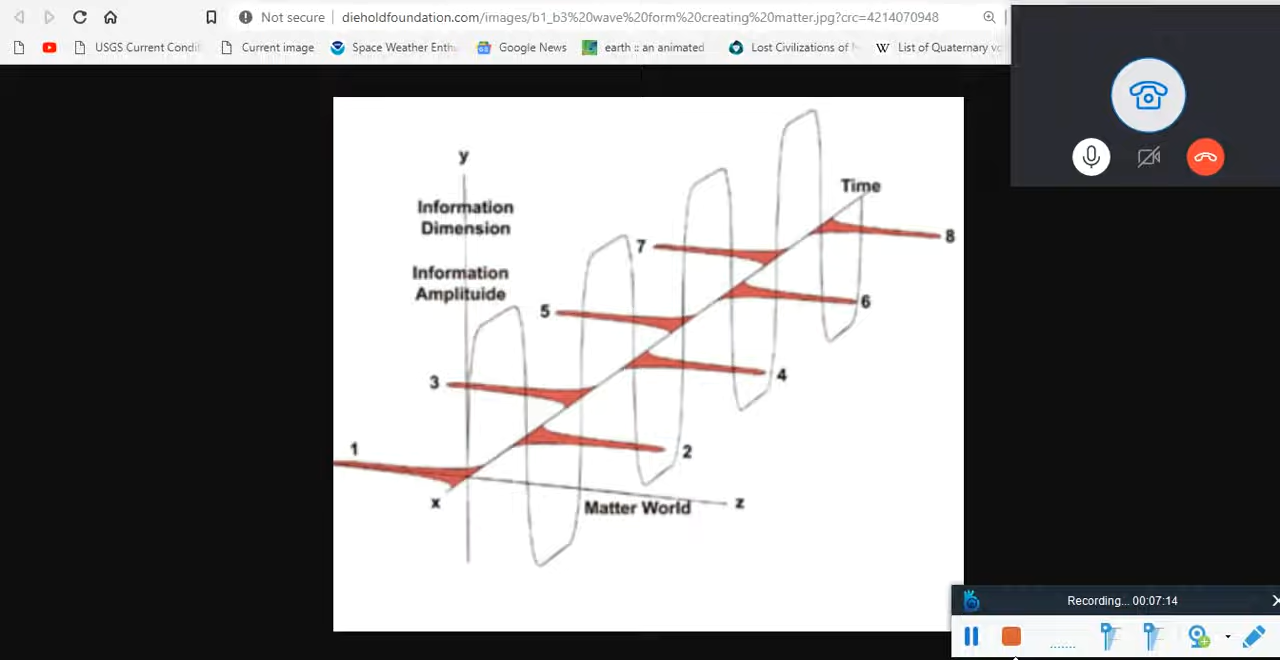 Not secure
dieholdfoundation.com/images/b1_b3%20wave%20form%20creating%20matter.jpg?crc=4214070948
USGS Current Condi
Current image
Space Weather Enth
Google News
earth :: an animated
Lost Civilizations of
List of Quaternary vo
y
Time
Information
Dimension
8
7
Information
Amplituide
6
5
4
3
1
2
x
Matter World
z
Recording... 00:07:14